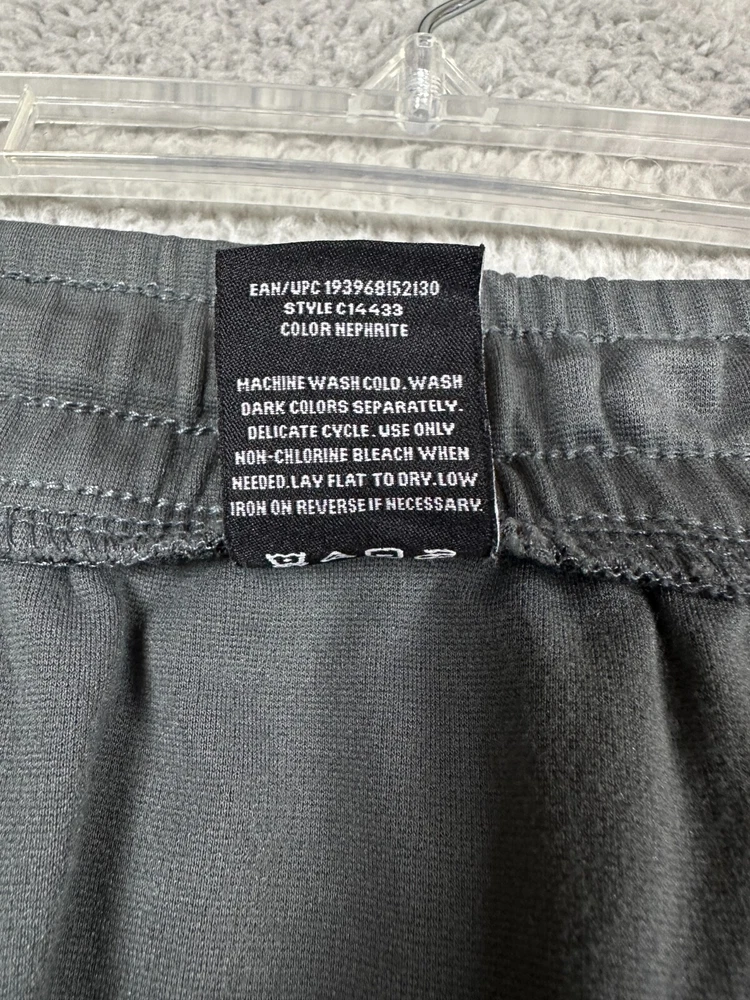 EAN/UPC 193968152130
STYLE C14433
COLOR NEPHRITE
MACHINE WASH COLD. WASH
DARK COLORS SEPARATELY.
DELICATE CYCLE. USE ONLY
NON-CHLORINE BLEACH WHEN
NEEDED. LAY FLAT TO DRY. LOW
IRON ON REVERSE IF NECESSARY.